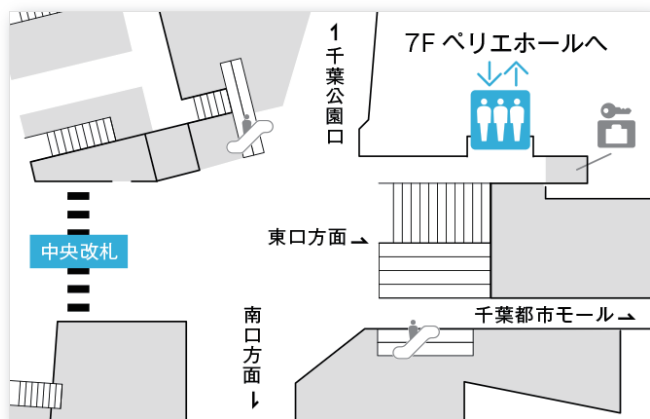 ↑千葉公園口
7F ペリエホールへ
↓↑
中央改札
東口方面→
南口方面↓
千葉都市モール→